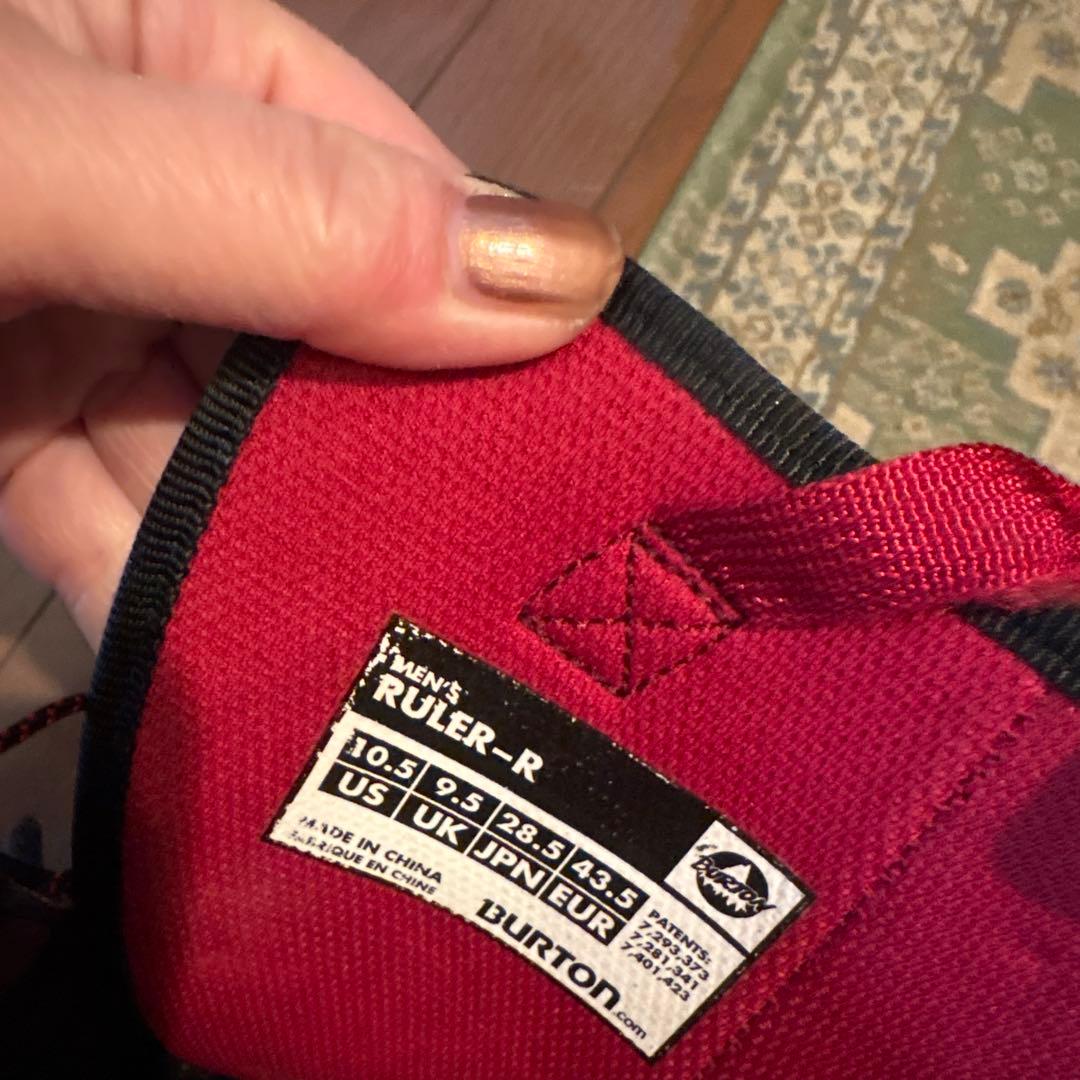 MEN'S
RULER-R
10.5 9.5 28.5 43.5
US UK JPN EUR
MADE IN CHINA
FABRIQUE EN CHINE
BURTON.com
BURTON
PATENTS:
7,293,373
7,281,341
7,401,423